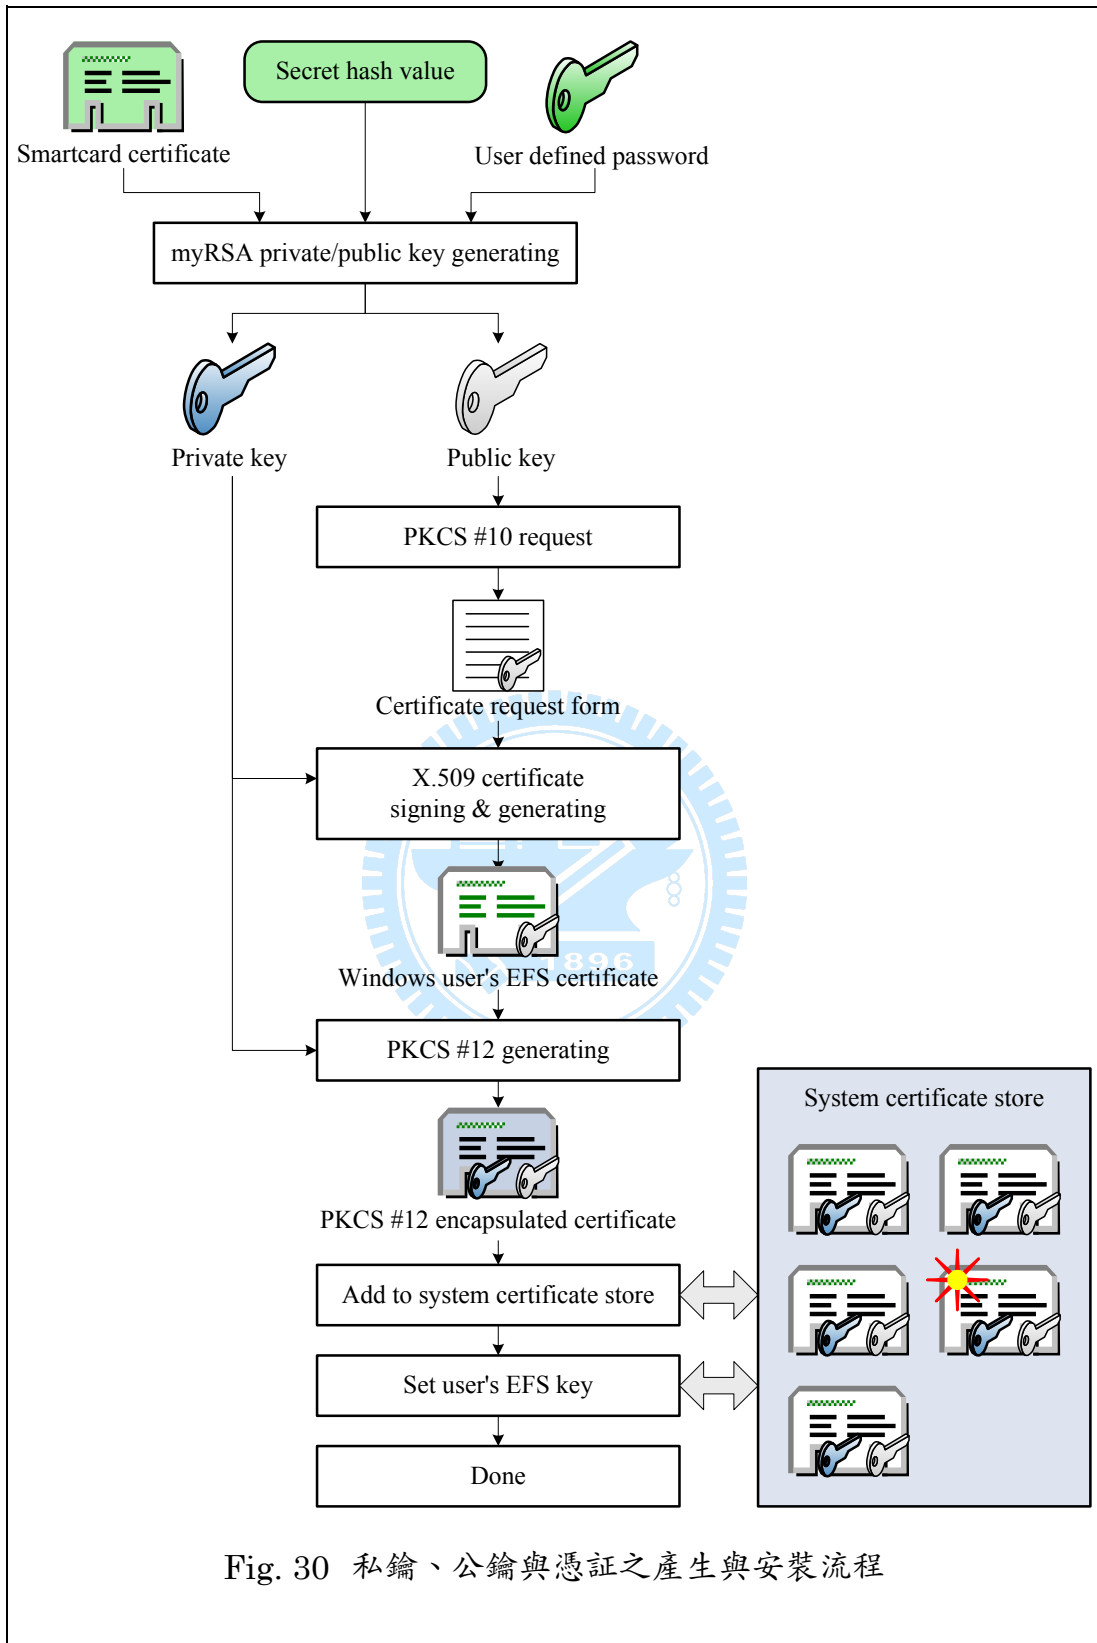 Secret hash value
Smartcard certificate
User defined password
myRSA private/public key generating
Private key
Public key
PKCS #10 request
Certificate request form
X.509 certificate
signing & generating
1896
Windows user's EFS certificate
PKCS #12 generating
System certificate store
PKCS #12 encapsulated certificate
Add to system certificate store
Set user's EFS key
Done
Fig. 30 私鑰、公鑰與憑証之產生與安裝流程